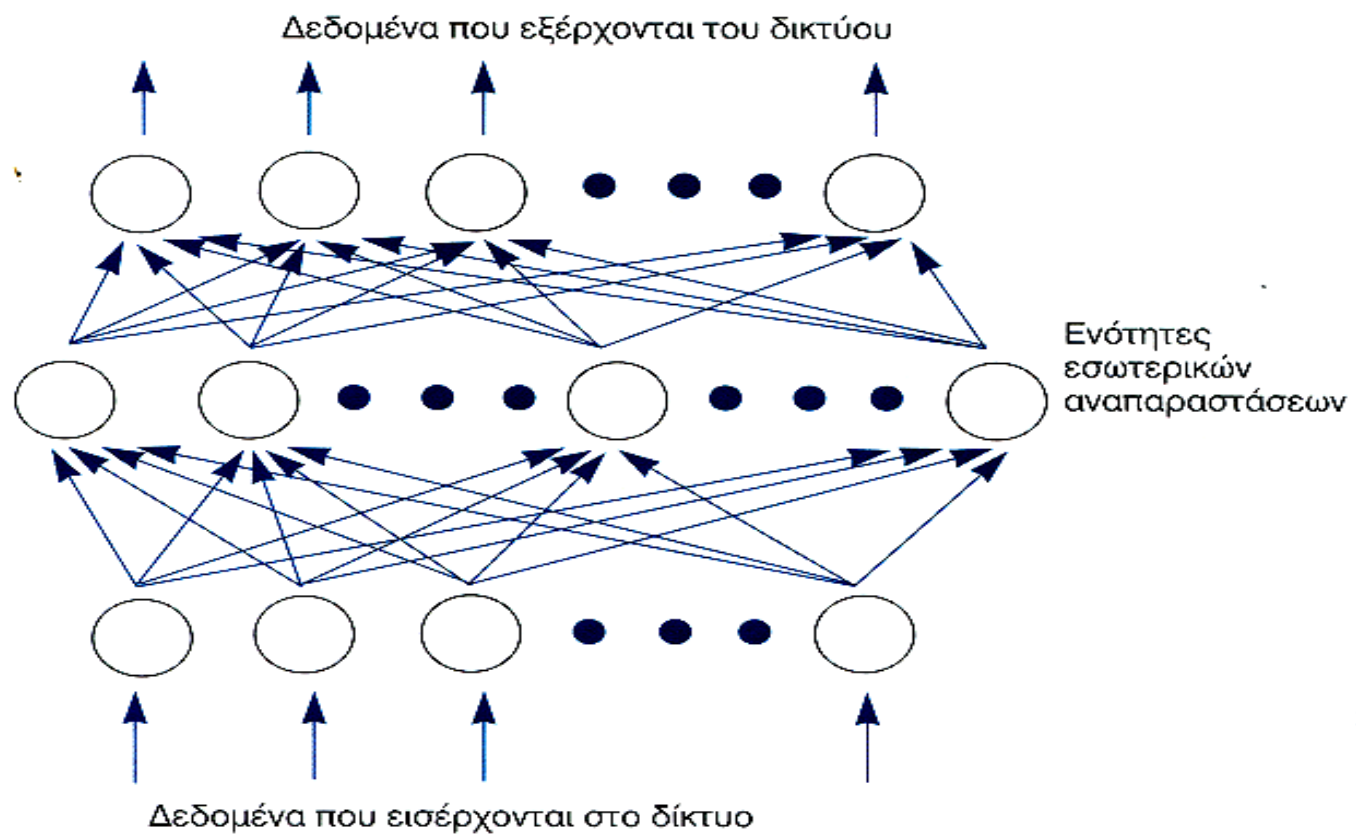 Δεδομένα που εξέρχονται του δικτύου
Ενότητες
εσωτερικών
αναπαραστάσεων
Δεδομένα που εισέρχονται στο δίκτυο